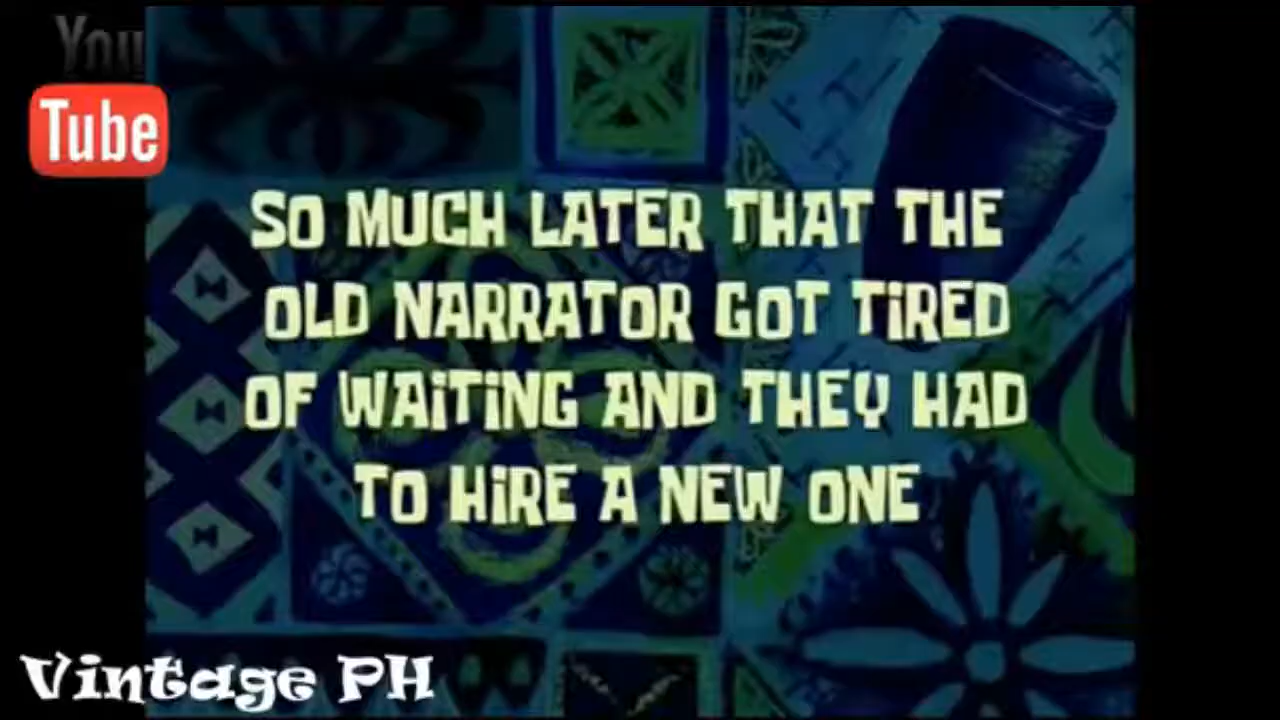 You
Tube
SO MUCH LATER THAT THE
OLD NARRATOR GOT TiRED
OF WAiTiNG AND THEY HAD
TO HiRE A NEW ONE
Vintage PH